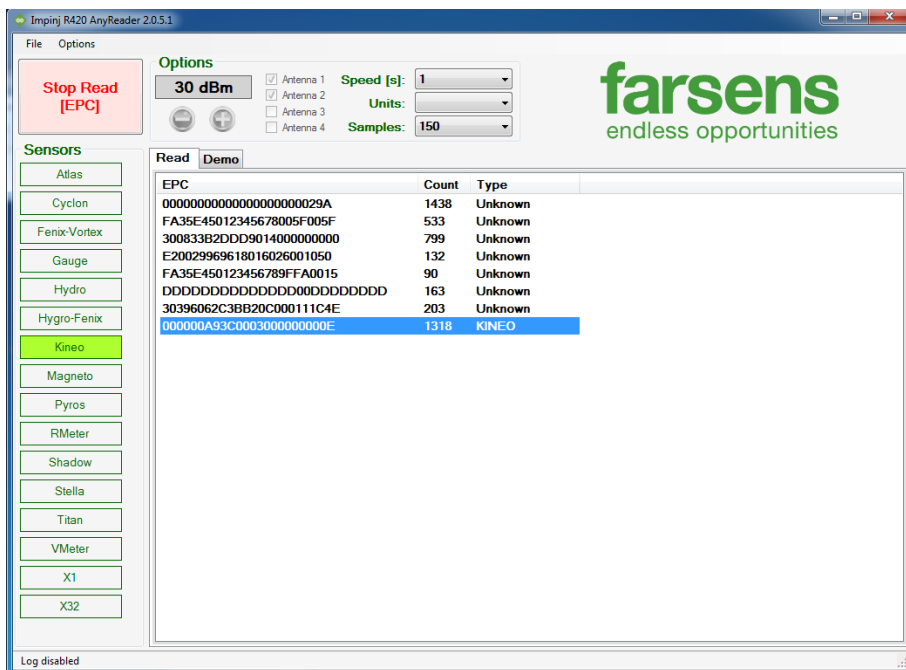 Impinj R420 AnyReader 2.0.5.1
File Options
Stop Read
[EPC]
Options
30 dBm
Antenna 1
Antenna 2
Antenna 3
Antenna 4
Speed [s]: 1
Units:
Samples: 150
farsens
endless opportunities
Sensors
Atlas
Cyclon
Fenix-Vortex
Gauge
Hydro
Hygro-Fenix
Kineo
Magneto
Pyros
RMeter
Shadow
Stella
Titan
VMeter
X1
X32
Read Demo
EPC Count Type
00000000000000000000029A 1438 Unknown
FA35E45012345678005F005F 533 Unknown
300833B2DDD9014000000000 799 Unknown
E20029969618016026001050 132 Unknown
FA35E450123456789FFA0015 90 Unknown
DDDDDDDDDDDDDD00DDDDDDDD 163 Unknown
30396062C3BB20C000111C4E 203 Unknown
000000A93C0003000000000E 1318 KINEO
Log disabled